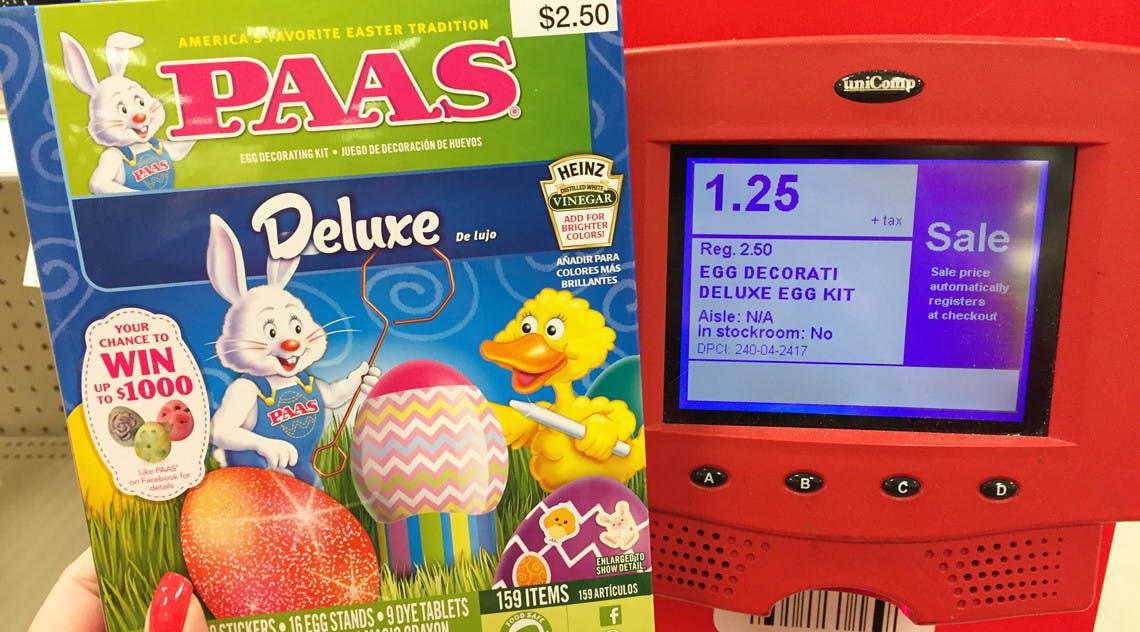 $2.50
AMERICA'S FAVORITE EASTER TRADITION
PAAS®
EGG DECORATING KIT • JUEGO DE DECORACIÓN DE HUEVOS
PAAS
Deluxe
De lujo
HEINZ
DISTILLED WHITE
VINEGAR
ADD FOR
BRIGHTER
COLORS!
AÑADIR PARA
COLORES MÁS
BRILLANTES
YOUR
CHANCE TO
WIN
UP TO $1000
Like PAAS®
on Facebook for
details
PAAS
ENLARGED TO
SHOW DETAIL
159 ITEMS 159 ARTÍCULOS
STICKERS • 16 EGG STANDS • 9 DYE TABLETS
CRAYON
FOOD SAFE
f
uniComp
1.25
+ tax
Reg. 2.50
EGG DECORATI
DELUXE EGG KIT
Aisle: N/A
In stockroom: No
DPCI: 240-04-2417
Sale
Sale price
automatically
registers
at checkout
A B C D